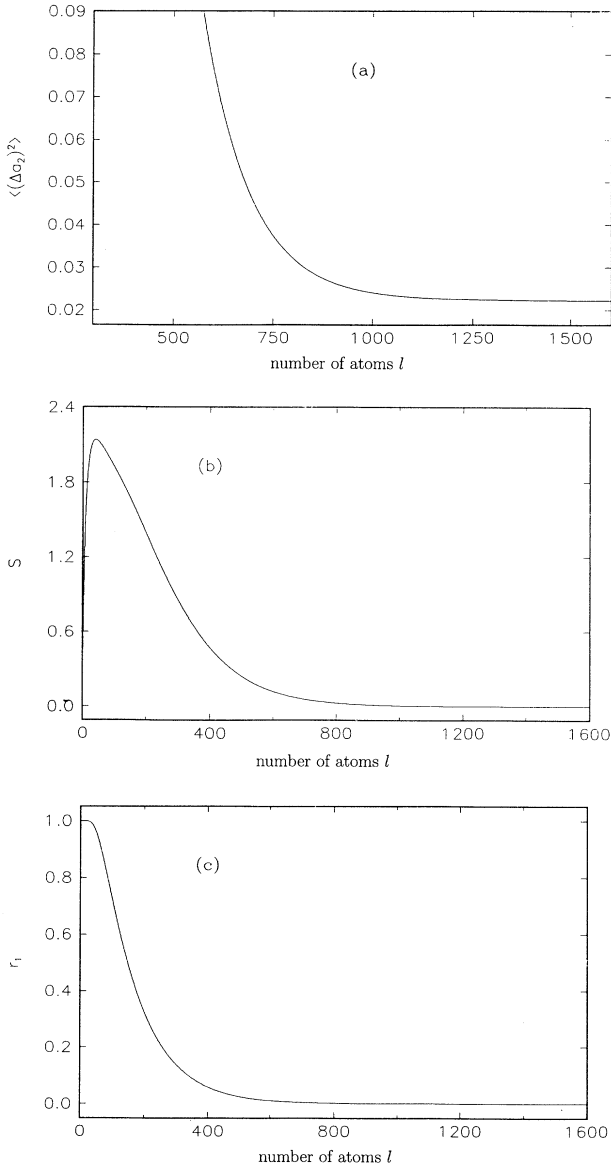 0.09
0.08
0.07
0.06
0.05
0.04
0.03
0.02
⟨(Δa₂)²⟩
(a)
500 750 1000 1250 1500
number of atoms l
2.4
1.8
1.2
0.6
0.0
S
(b)
0 400 800 1200 1600
number of atoms l
1.0
0.8
0.6
0.4
0.2
0.0
r₁
(c)
0 400 800 1200 1600
number of atoms l